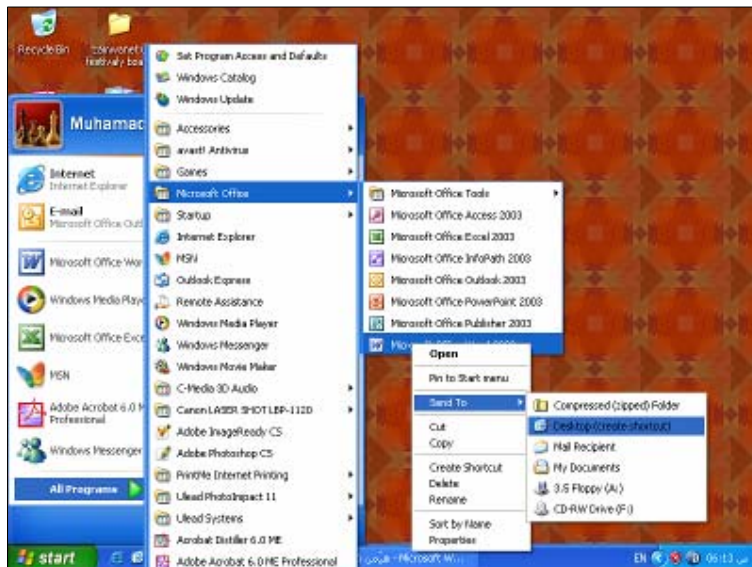 Recycle Bin
Muhamad
Internet
Internet Explorer
E-mail
Microsoft Office Out
Microsoft Office Wor
Windows Media Play
Microsoft Office Exce
MSN
Adobe Acrobat 6.0
Professional
Windows Messenger
All Programs
start
Set Program Access and Defaults
Windows Catalog
Windows Update
Accessories
avast! Antivirus
Games
Microsoft Office
Startup
Internet Explorer
MSN
Outlook Express
Remote Assistance
Windows Media Player
Windows Messenger
Windows Movie Maker
C-Media 3D Audio
Canon LASER SHOT LBP-1120
Adobe ImageReady CS
Adobe Photoshop CS
PrintMe Internet Printing
Ulead PhotoImpact 11
Ulead Systems
Acrobat Distiller 6.0 ME
Adobe Acrobat 6.0 ME Professional
Microsoft Office Tools
Microsoft Office Access 2003
Microsoft Office Excel 2003
Microsoft Office InfoPath 2003
Microsoft Office Outlook 2003
Microsoft Office PowerPoint 2003
Microsoft Office Publisher 2003
Open
Pin to Start menu
Send To
Cut
Copy
Create Shortcut
Delete
Rename
Sort by Name
Properties
Compressed (zipped) Folder
Desktop (create shortcut)
Mail Recipient
My Documents
3.5 Floppy (A:)
CD-RW Drive (F:)
- Microsoft W...
EN
06:13